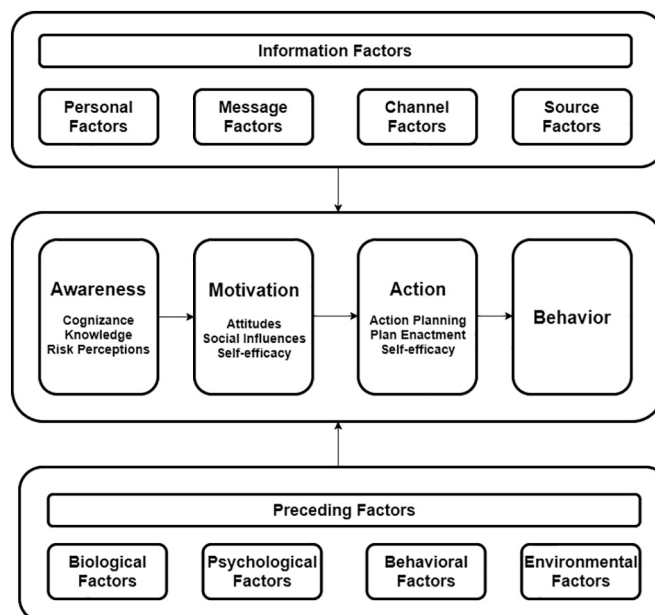 Information Factors
Personal
Factors
Message
Factors
Channel
Factors
Source
Factors
Awareness
Cognizance
Knowledge
Risk Perceptions
Motivation
Attitudes
Social Influences
Self-efficacy
Action
Action Planning
Plan Enactment
Self-efficacy
Behavior
Preceding Factors
Biological
Factors
Psychological
Factors
Behavioral
Factors
Environmental
Factors